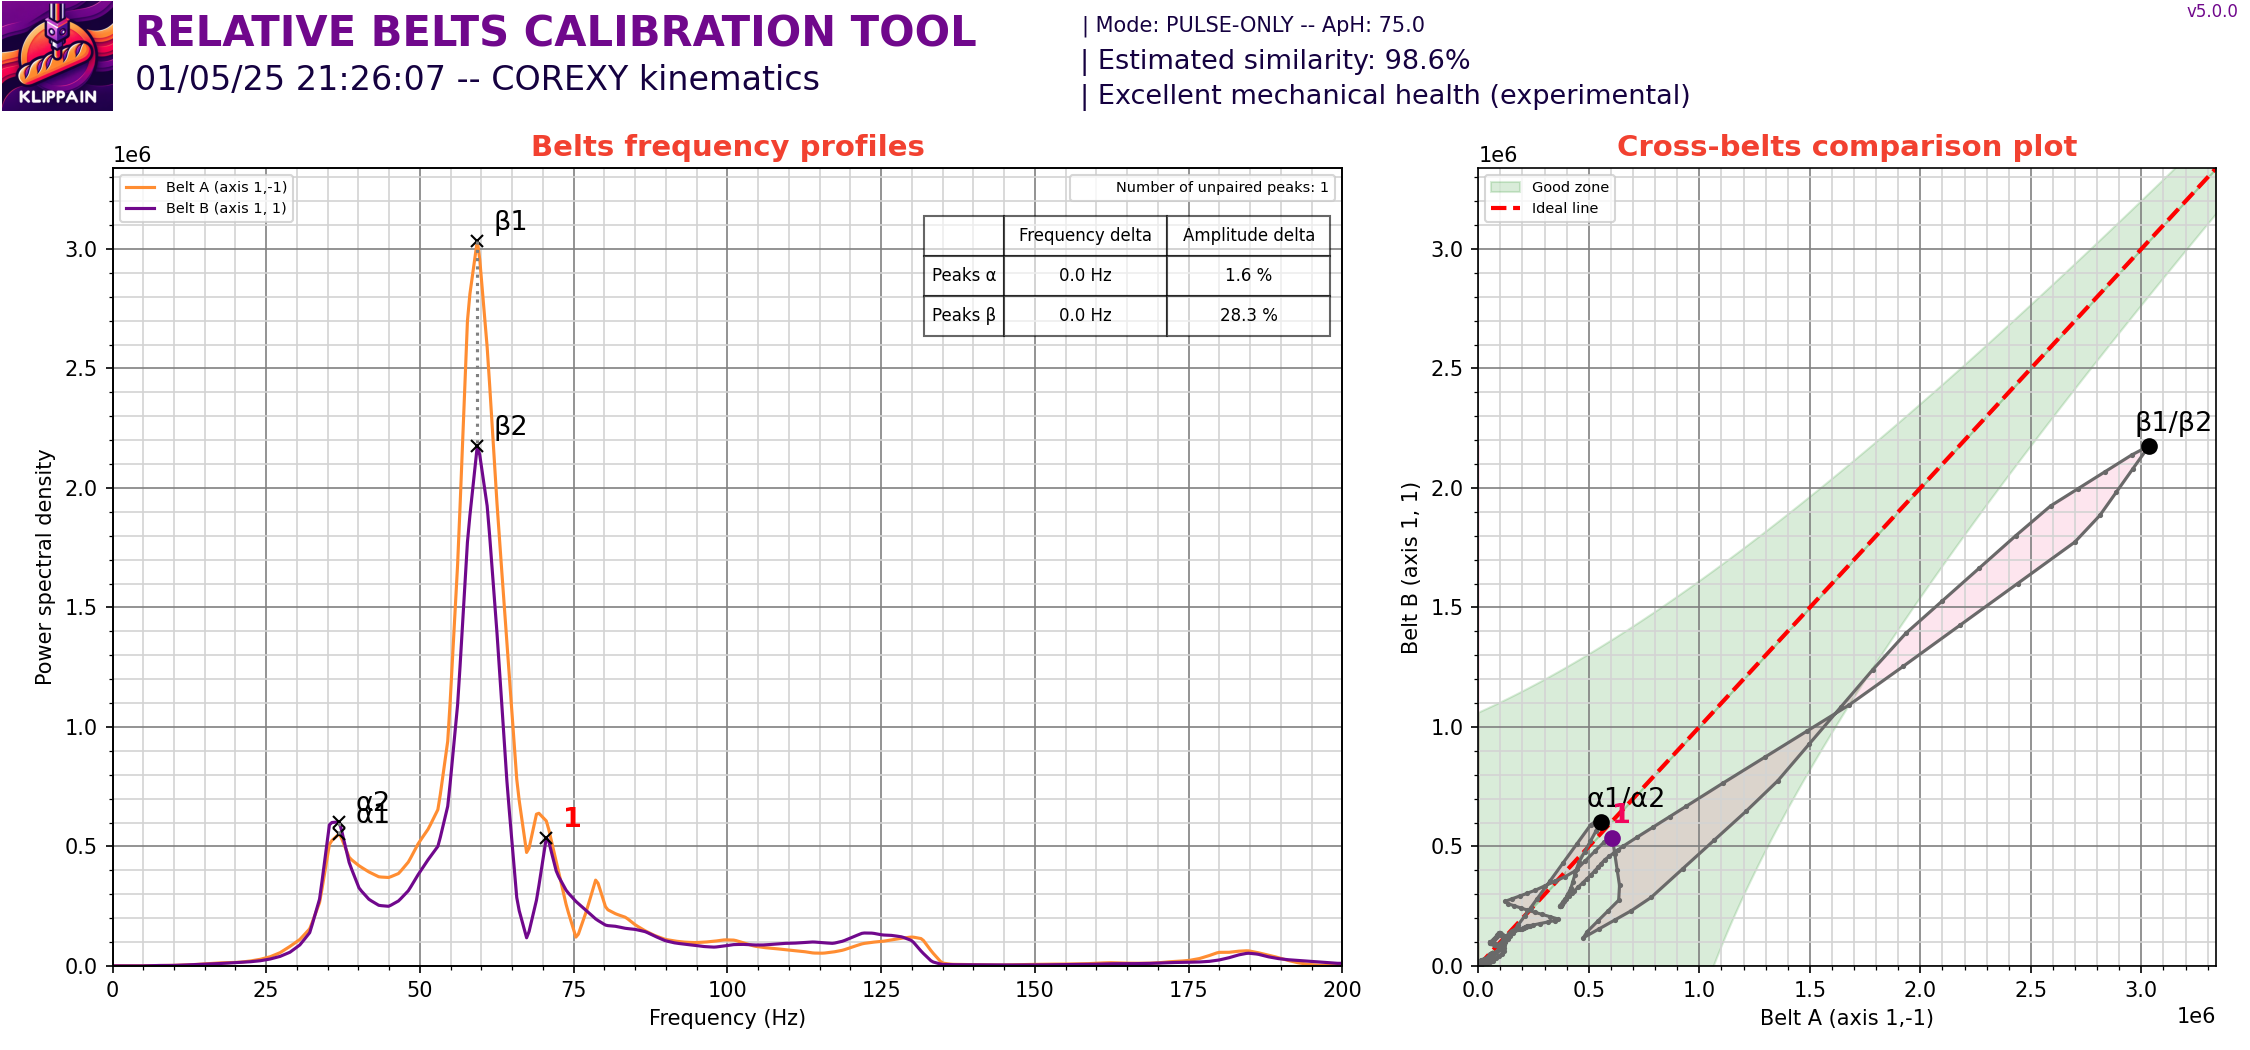 KLIPPAIN
RELATIVE BELTS CALIBRATION TOOL
01/05/25 21:26:07 -- COREXY kinematics
| Mode: PULSE-ONLY -- ApH: 75.0
| Estimated similarity: 98.6%
| Excellent mechanical health (experimental)
v5.0.0
Belts frequency profiles
1e6
Belt A (axis 1,-1)
Belt B (axis 1, 1)
Number of unpaired peaks: 1
Frequency delta Amplitude delta
Peaks α 0.0 Hz 1.6 %
Peaks β 0.0 Hz 28.3 %
β1
β2
α2
α1
1
3.0
2.5
2.0
1.5
1.0
0.5
0.0
Power spectral density
0 25 50 75 100 125 150 175 200
Frequency (Hz)
Cross-belts comparison plot
1e6
Good zone
Ideal line
β1/β2
α1/α2
1
3.0
2.5
2.0
1.5
1.0
0.5
0.0
Belt B (axis 1, 1)
0.0 0.5 1.0 1.5 2.0 2.5 3.0
Belt A (axis 1,-1)
1e6